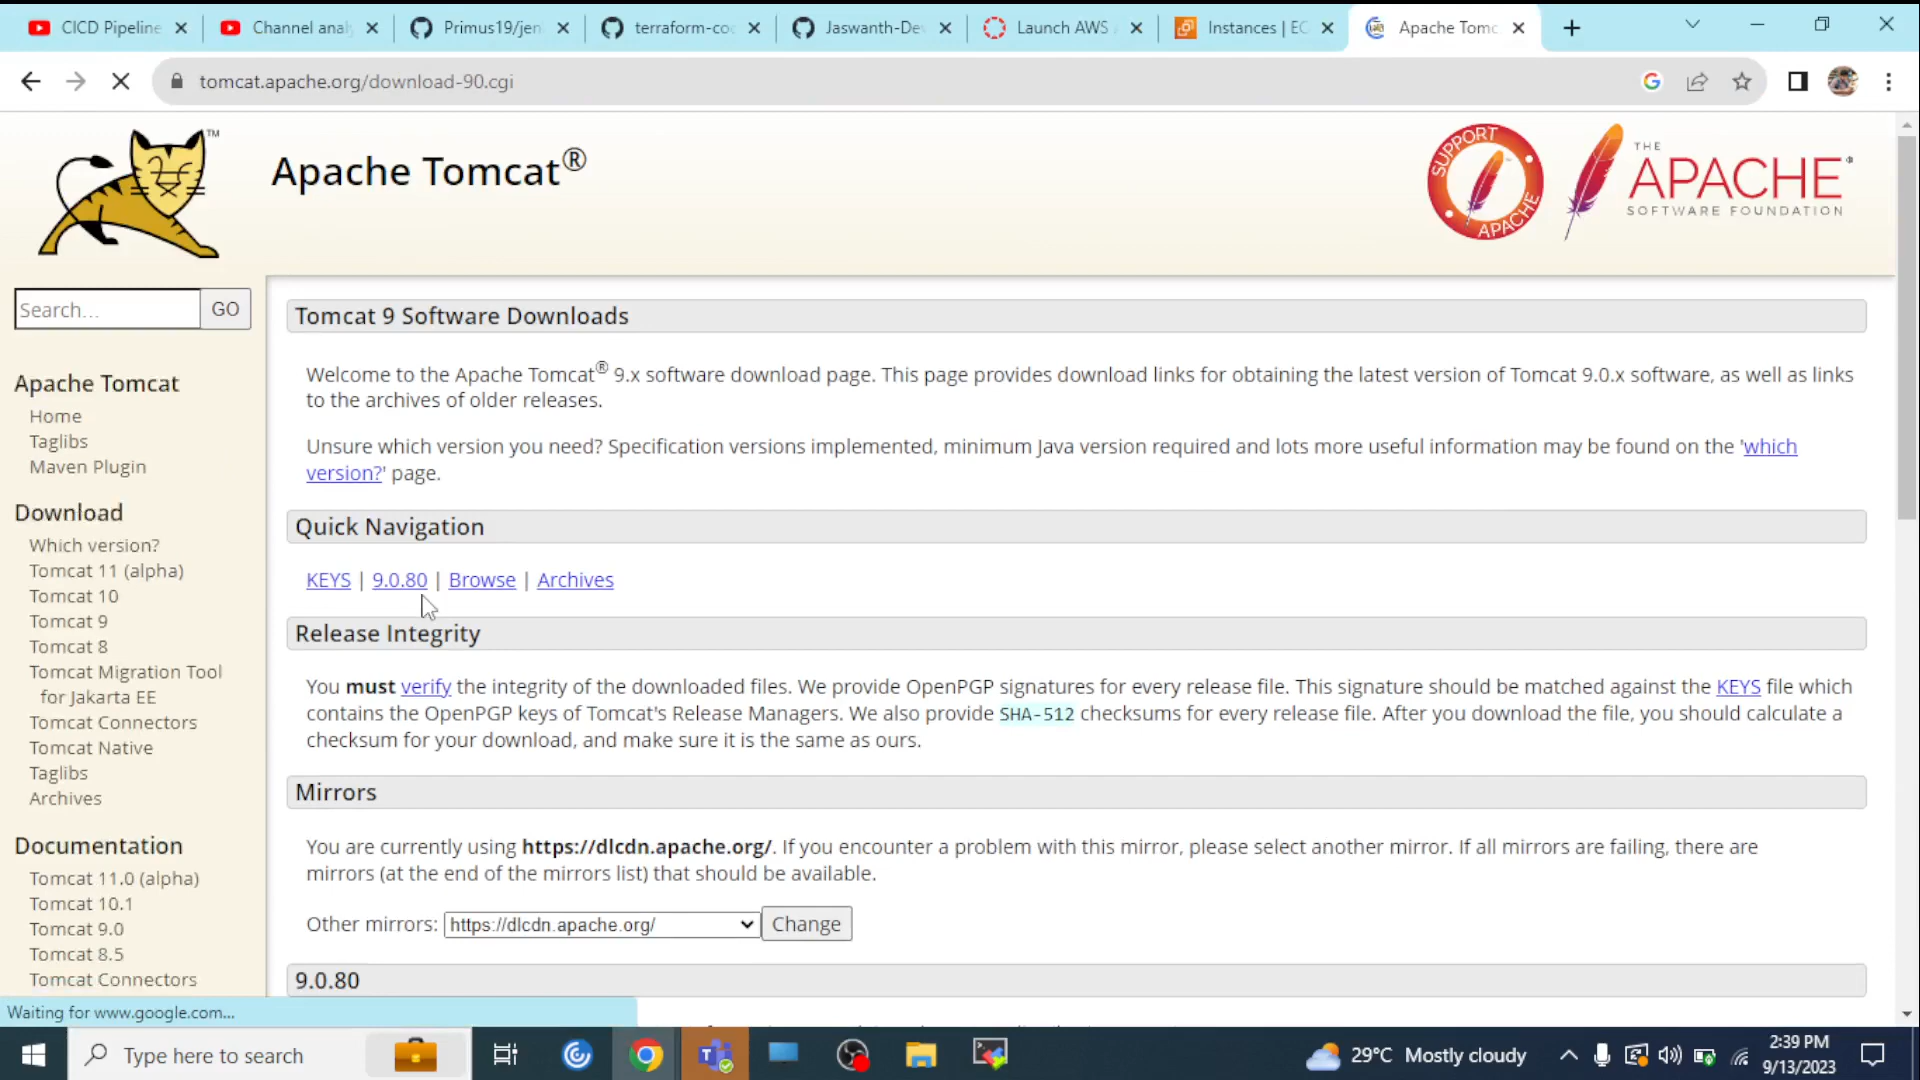 CICD Pipeline
Channel anal
Primus19/jen
terraform-co
Jaswanth-De
Launch AWS
Instances | EC
Apache Tomc
tomcat.apache.org/download-90.cgi
TM
Apache Tomcat®
SUPPORT APACHE
THE
APACHE®
SOFTWARE FOUNDATION
Search… GO
Apache Tomcat
Home
Taglibs
Maven Plugin
Download
Which version?
Tomcat 11 (alpha)
Tomcat 10
Tomcat 9
Tomcat 8
Tomcat Migration Tool
for Jakarta EE
Tomcat Connectors
Tomcat Native
Taglibs
Archives
Documentation
Tomcat 11.0 (alpha)
Tomcat 10.1
Tomcat 9.0
Tomcat 8.5
Tomcat Connectors
Tomcat 9 Software Downloads
Welcome to the Apache Tomcat® 9.x software download page. This page provides download links for obtaining the latest version of Tomcat 9.0.x software, as well as links
to the archives of older releases.
Unsure which version you need? Specification versions implemented, minimum Java version required and lots more useful information may be found on the 'which
version?' page.
Quick Navigation
KEYS | 9.0.80 | Browse | Archives
Release Integrity
You must verify the integrity of the downloaded files. We provide OpenPGP signatures for every release file. This signature should be matched against the KEYS file which
contains the OpenPGP keys of Tomcat's Release Managers. We also provide SHA-512 checksums for every release file. After you download the file, you should calculate a
checksum for your download, and make sure it is the same as ours.
Mirrors
You are currently using https://dlcdn.apache.org/. If you encounter a problem with this mirror, please select another mirror. If all mirrors are failing, there are
mirrors (at the end of the mirrors list) that should be available.
Other mirrors: https://dlcdn.apache.org/ Change
9.0.80
Waiting for www.google.com...
Type here to search
29°C Mostly cloudy
2:39 PM
9/13/2023